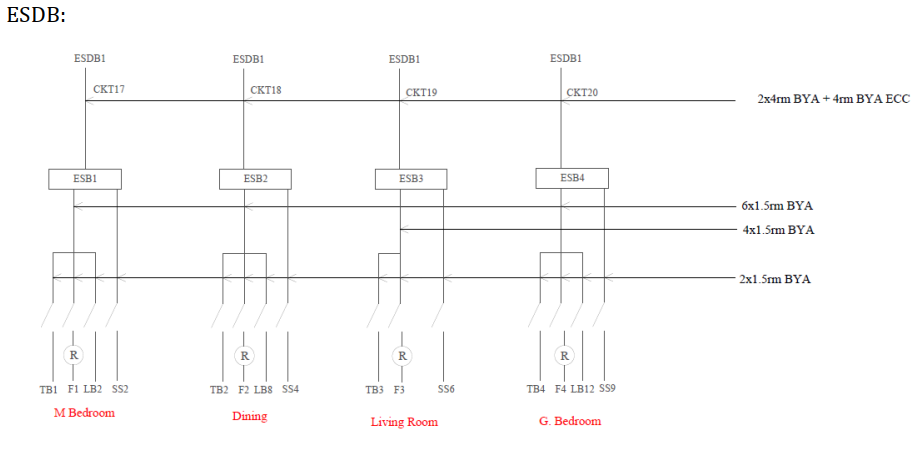 ESDB:
ESDB1 ESDB1 ESDB1 ESDB1
CKT17 CKT18 CKT19 CKT20 2x4rm BYA + 4rm BYA ECC
ESB1 ESB2 ESB3 ESB4
6x1.5rm BYA
4x1.5rm BYA
2x1.5rm BYA
R R R R
TB1 F1 LB2 SS2 TB2 F2 LB8 SS4 TB3 F3 SS6 TB4 F4 LB12 SS9
M Bedroom Dining Living Room G. Bedroom